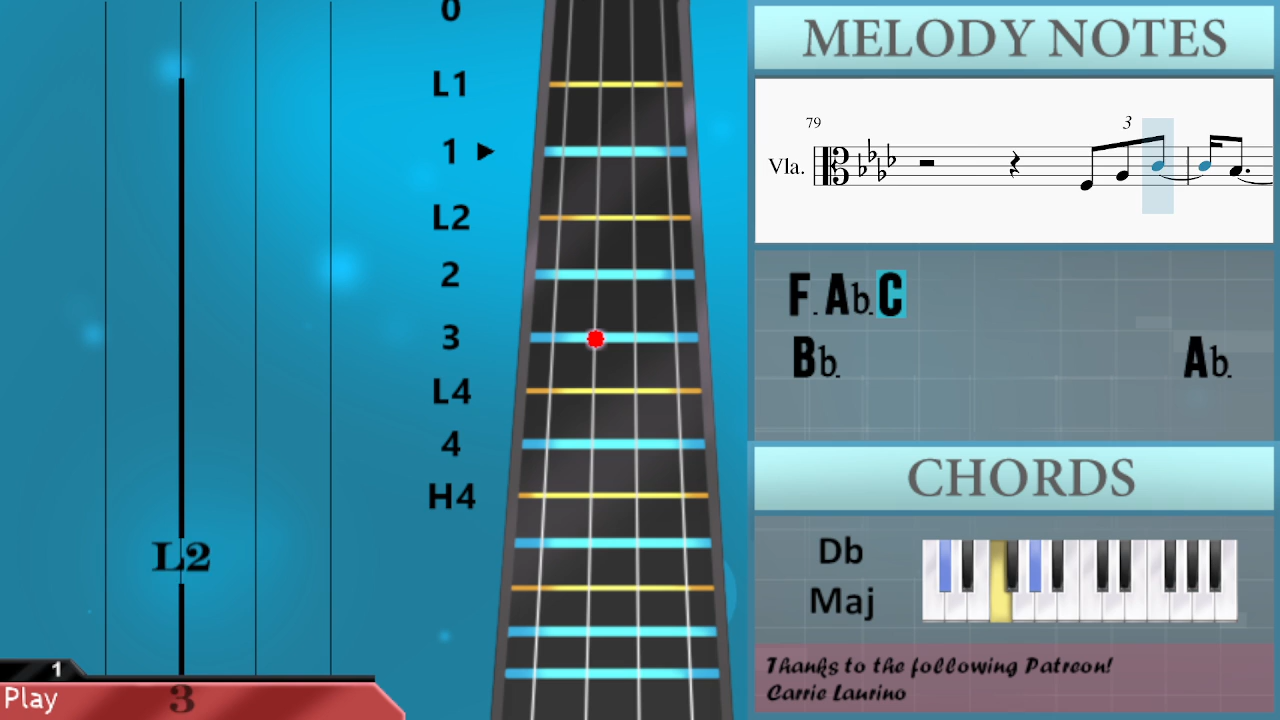 0
L1
1
L2
2
3
L4
4
H4
L2
1
Play
3
MELODY NOTES
79
3
Vla.
F. Ab. C
Bb. Ab.
CHORDS
Db
Maj
Thanks to the following Patreon!
Carrie Laurino